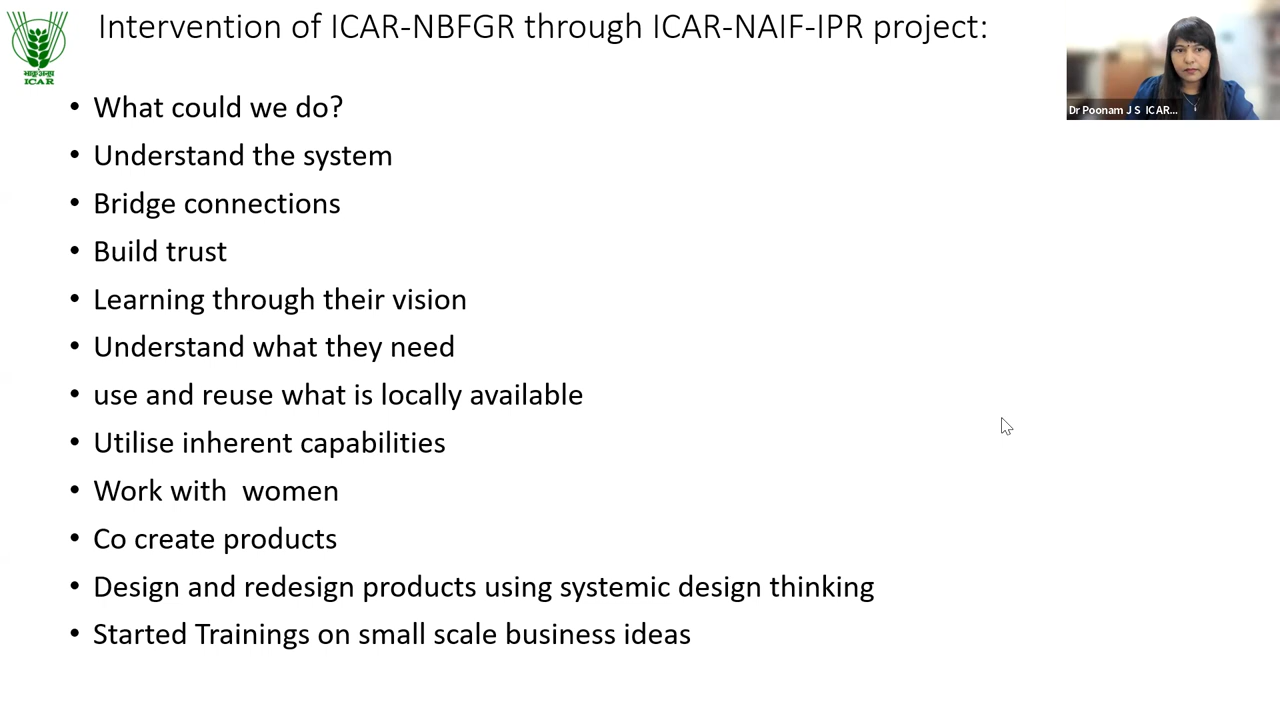 Intervention of ICAR-NBFGR through ICAR-NAIF-IPR project:
भाकृअनुप
ICAR
Dr Poonam J S ICAR...
• What could we do?
• Understand the system
• Bridge connections
• Build trust
• Learning through their vision
• Understand what they need
• use and reuse what is locally available
• Utilise inherent capabilities
• Work with  women
• Co create products
• Design and redesign products using systemic design thinking
• Started Trainings on small scale business ideas